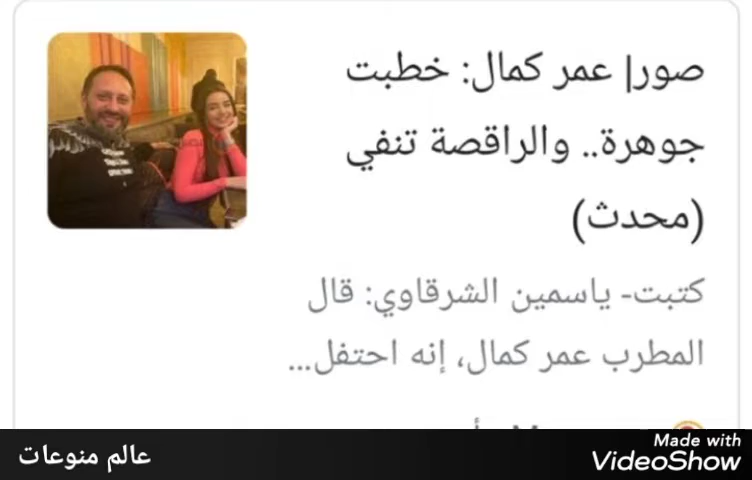 صور| عمر كمال: خطبت
جوهرة.. والراقصة تنفي
(محدث)
كتبت- ياسمين الشرقاوي: قال
المطرب عمر كمال، إنه احتفل...
عالم منوعات
Made with
VideoShow